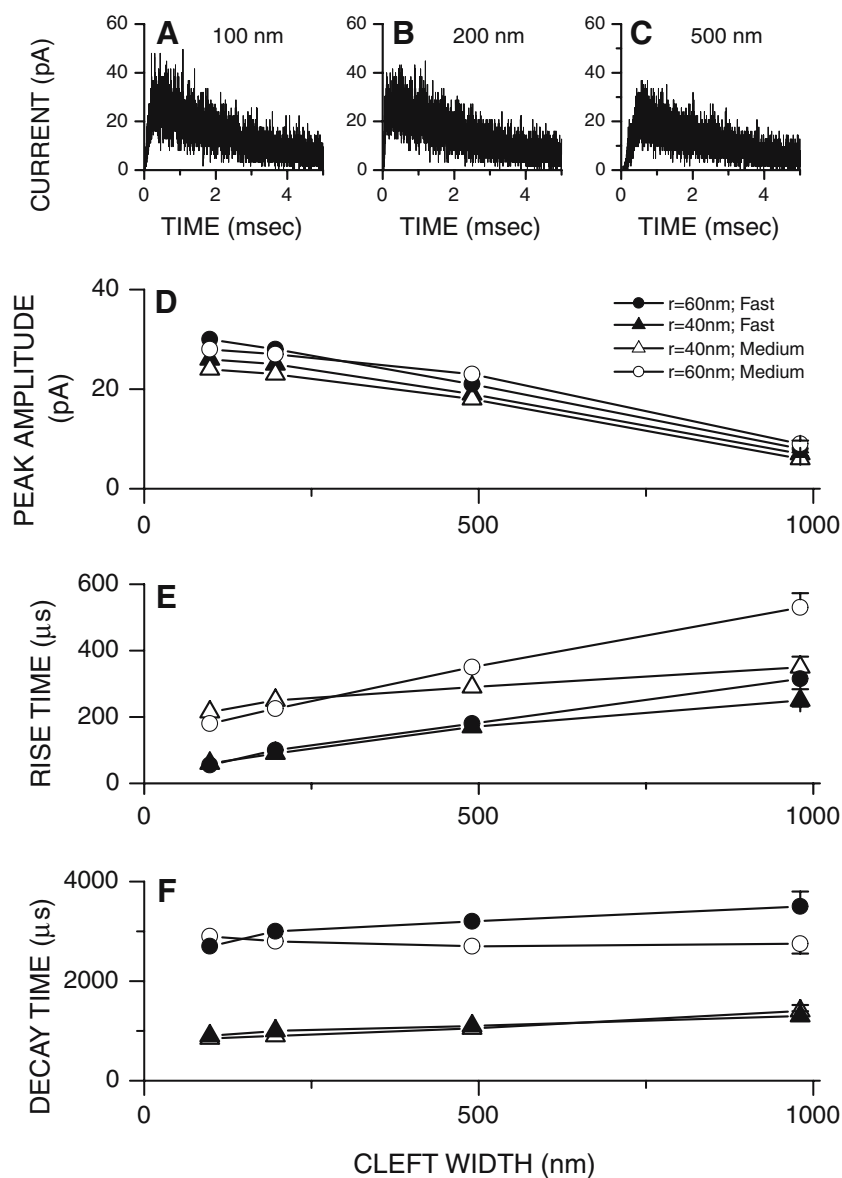 A 100 nm
B 200 nm
C 500 nm
CURRENT (pA)
60
40
20
0
0 2 4
TIME (msec)
60
40
20
0
0 2 4
TIME (msec)
60
40
20
0
0 2 4
TIME (msec)
D
PEAK AMPLITUDE
(pA)
40
20
0
0 500 1000
r=60nm; Fast
r=40nm; Fast
r=40nm; Medium
r=60nm; Medium
E
RISE TIME (μs)
600
400
200
0
0 500 1000
F
DECAY TIME (μs)
4000
2000
0
0 500 1000
CLEFT WIDTH (nm)